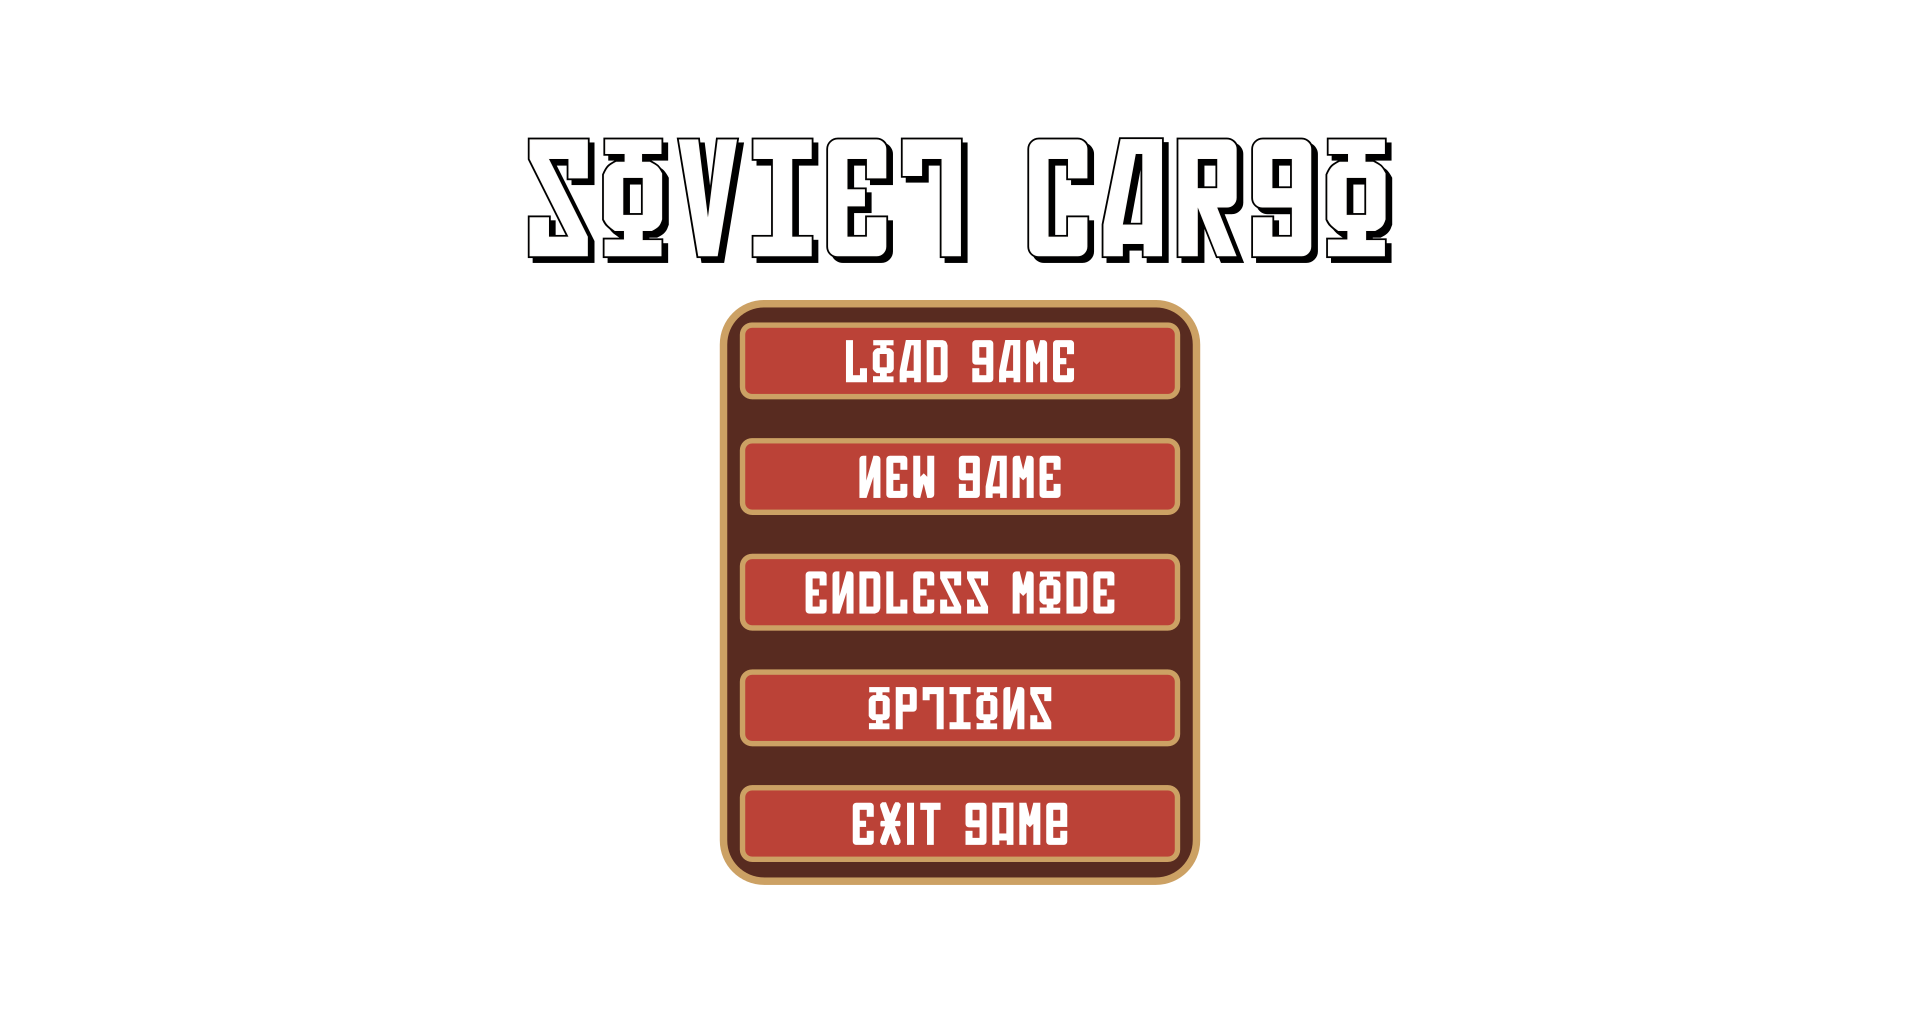 SOVIET CARGO
LOAD GAME
NEW GAME
ENDLESS MODE
OPTIONS
EXIT GAME